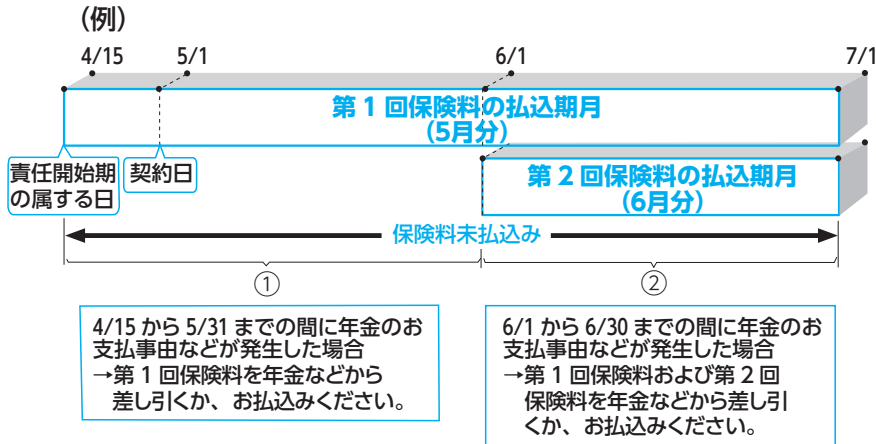 （例）
4/15 5/1 6/1 7/1
第1回保険料の払込期月
（5月分）
責任開始期
の属する日
契約日
第2回保険料の払込期月
（6月分）
保険料未払込み
① ②
4/15 から 5/31 までの間に年金のお
支払事由などが発生した場合
→第1回保険料を年金などから
差し引くか、お払込みください。
6/1 から 6/30 までの間に年金のお
支払事由などが発生した場合
→第1回保険料および第2回
保険料を年金などから差し引
くか、お払込みください。